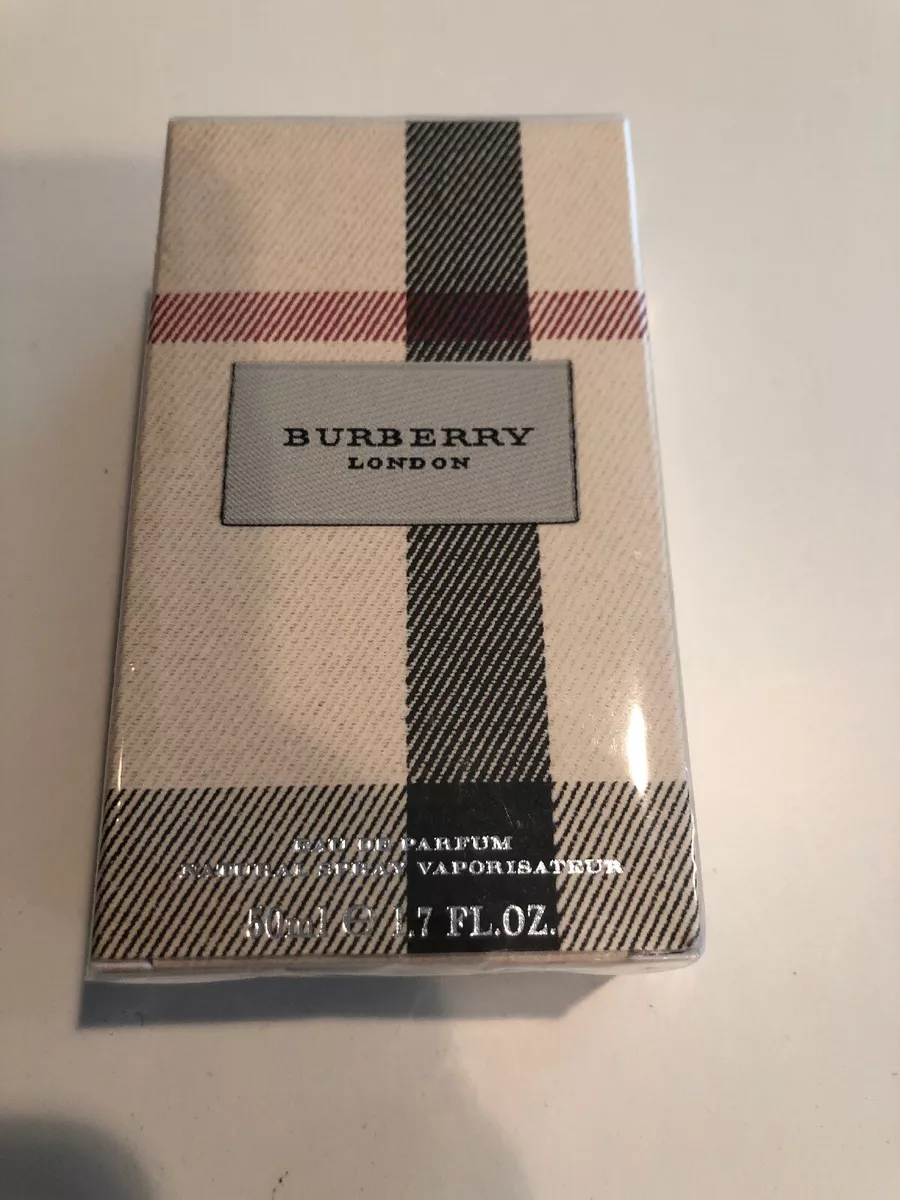 BURBERRY
LONDON
EAU DE PARFUM
NATURAL SPRAY VAPORISATEUR
50ml e 1.7 FL.OZ.